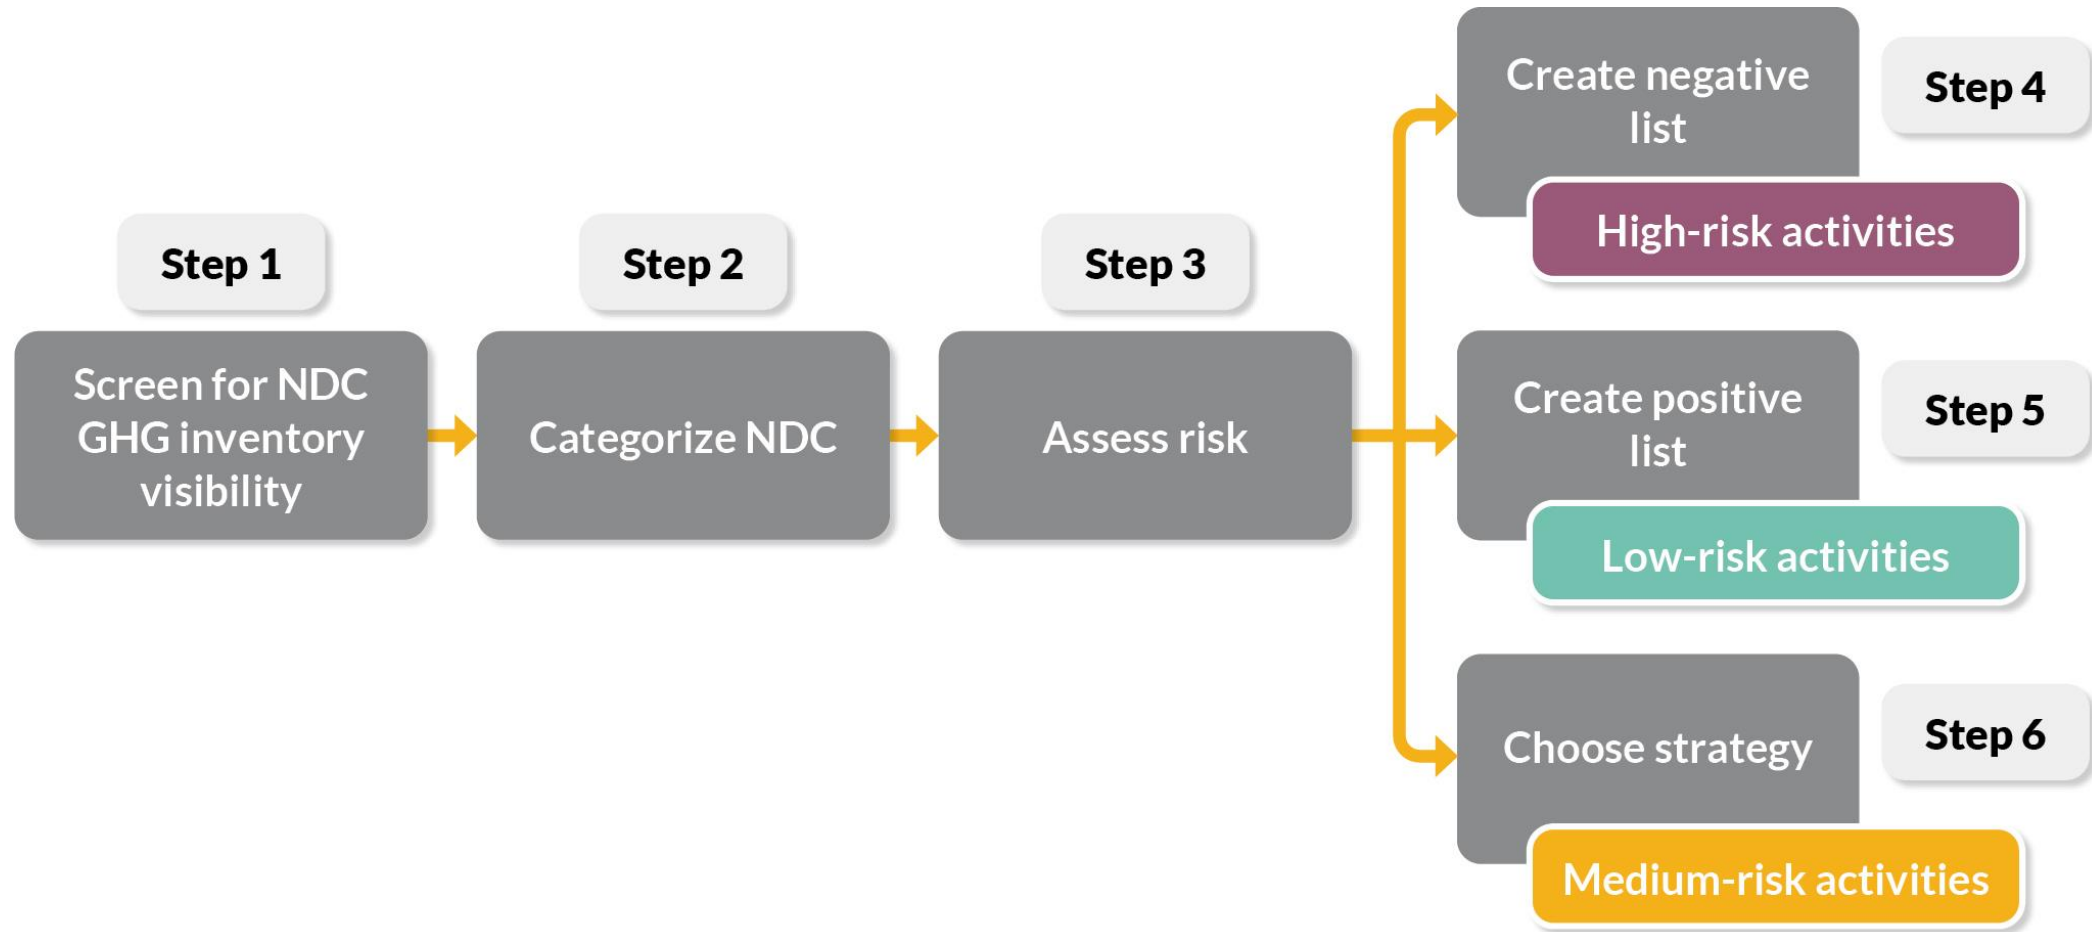 Step 1
Screen for NDC
GHG inventory
visibility
Step 2
Categorize NDC
Step 3
Assess risk
Create negative
list
Step 4
High-risk activities
Create positive
list
Step 5
Low-risk activities
Choose strategy
Step 6
Medium-risk activities